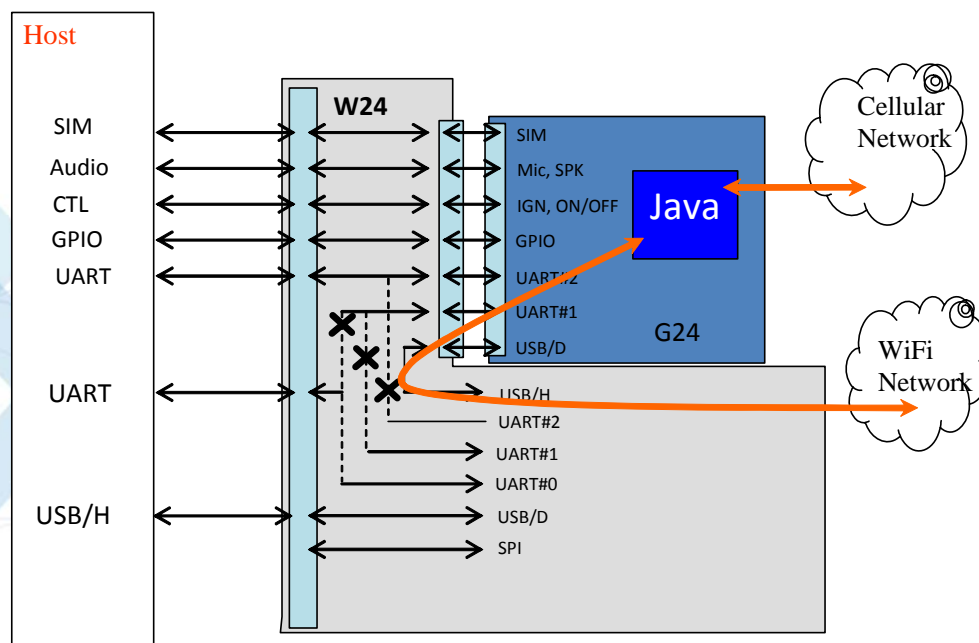 Host
SIM
Audio
CTL
GPIO
UART
UART
USB/H
W24
SIM
Mic, SPK
IGN, ON/OFF
GPIO
UART#2
UART#1
USB/D
Java
G24
USB/H
UART#2
UART#1
UART#0
USB/D
SPI
Cellular
Network
WiFi
Network